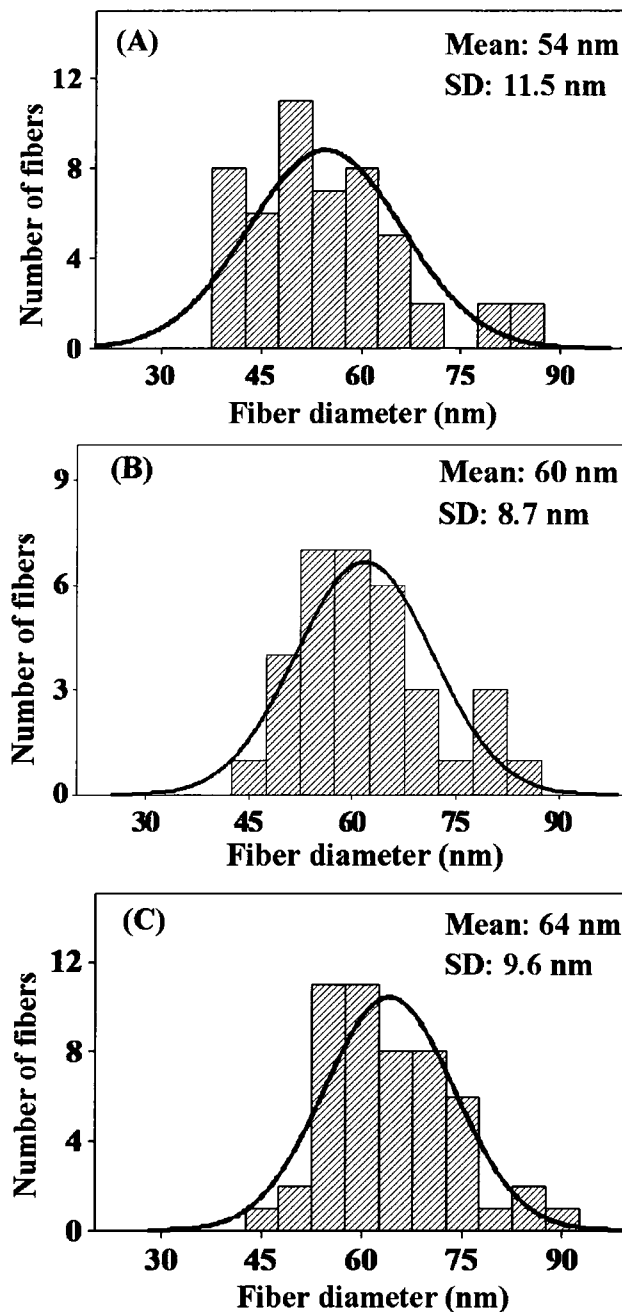 (A)
Mean: 54 nm
SD: 11.5 nm
Number of fibers
12
8
4
0
30 45 60 75 90
Fiber diameter (nm)
(B)
Mean: 60 nm
SD: 8.7 nm
Number of fibers
9
6
3
0
30 45 60 75 90
Fiber diameter (nm)
(C)
Mean: 64 nm
SD: 9.6 nm
Number of fibers
12
8
4
0
30 45 60 75 90
Fiber diameter (nm)